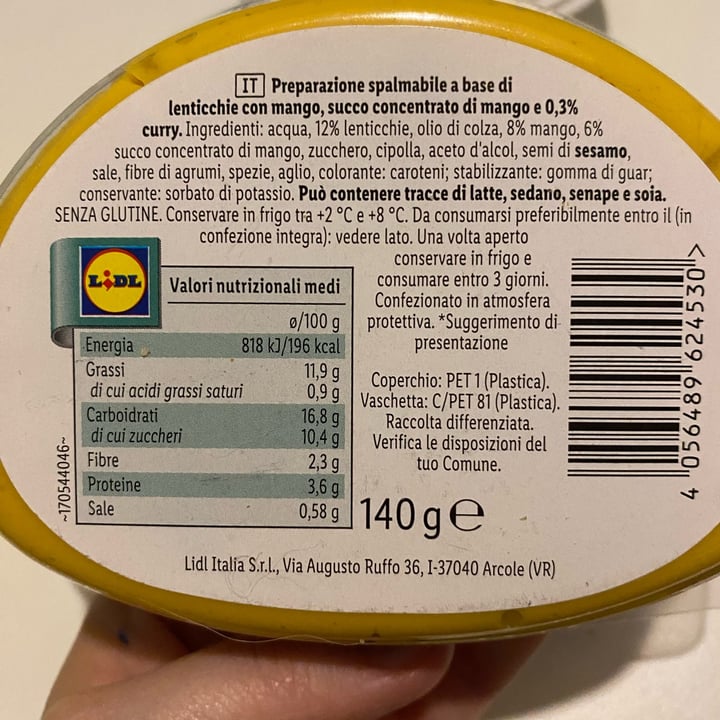 IT Preparazione spalmabile a base di
lenticchie con mango, succo concentrato di mango e 0,3%
curry. Ingredienti: acqua, 12% lenticchie, olio di colza, 8% mango, 6%
succo concentrato di mango, zucchero, cipolla, aceto d'alcol, semi di sesamo,
sale, fibre di agrumi, spezie, aglio, colorante: caroteni; stabilizzante: gomma di guar;
conservante: sorbato di potassio. Può contenere tracce di latte, sedano, senape e soia.
SENZA GLUTINE. Conservare in frigo tra +2 °C e +8 °C. Da consumarsi preferibilmente entro il (in
confezione integra): vedere lato. Una volta aperto
conservare in frigo e
consumare entro 3 giorni.
Confezionato in atmosfera
protettiva. *Suggerimento di
presentazione
Coperchio: PET 1 (Plastica).
Vaschetta: C/PET 81 (Plastica).
Raccolta differenziata.
Verifica le disposizioni del
tuo Comune.
LIDL
Valori nutrizionali medi
ø/100 g
Energia 818 kJ/196 kcal
Grassi 11,9 g
di cui acidi grassi saturi 0,9 g
Carboidrati 16,8 g
di cui zuccheri 10,4 g
Fibre 2,3 g
Proteine 3,6 g
Sale 0,58 g
~170544046~
140 g e
4 056489 624530 >
Lidl Italia S.r.l., Via Augusto Ruffo 36, I-37040 Arcole (VR)